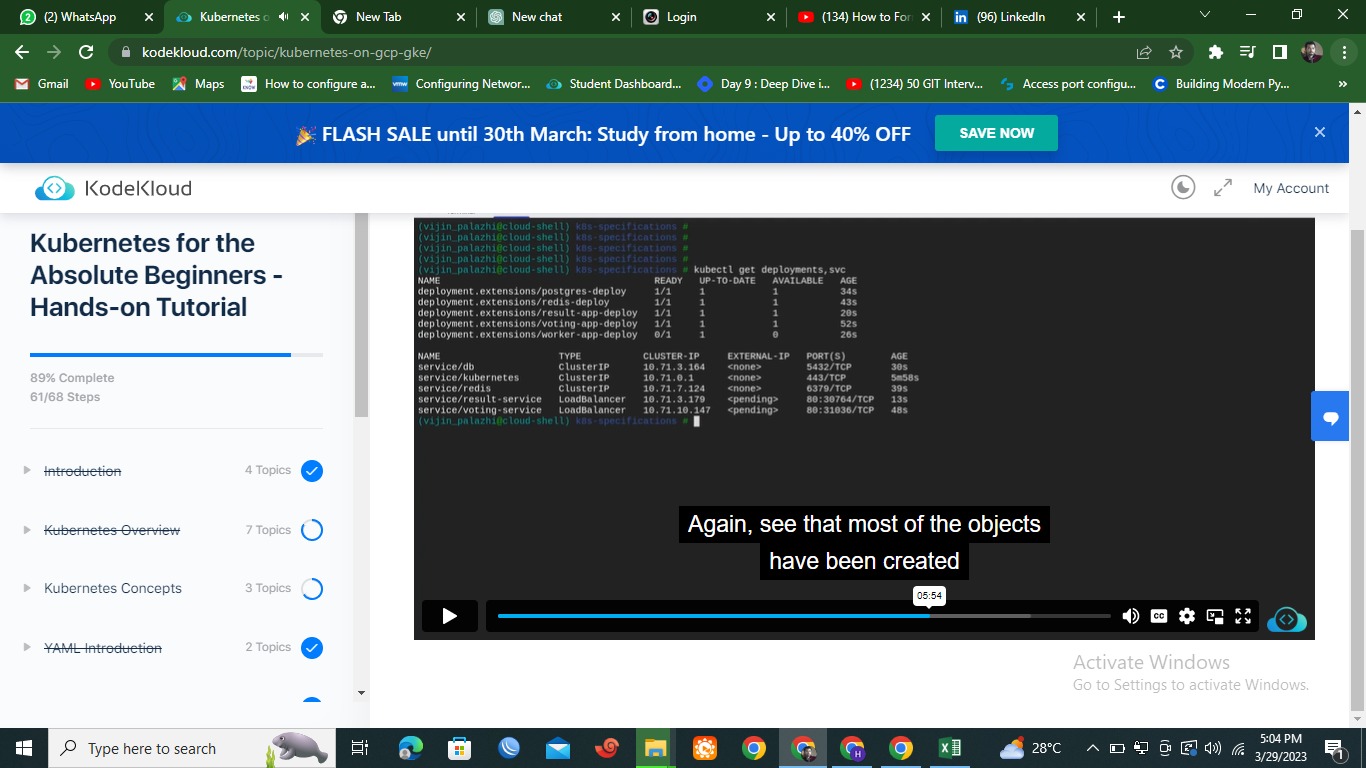 (2) WhatsApp
Kubernetes o
New Tab
New chat
Login
(134) How to For
(96) LinkedIn
kodekloud.com/topic/kubernetes-on-gcp-gke/
Gmail YouTube Maps How to configure a... Configuring Networ... Student Dashboard... Day 9 : Deep Dive i... (1234) 50 GIT Interv... Access port configu... Building Modern Py... »
FLASH SALE until 30th March: Study from home - Up to 40% OFF SAVE NOW
KodeKloud My Account
Kubernetes for the
Absolute Beginners -
Hands-on Tutorial
89% Complete
61/68 Steps
Introduction 4 Topics
Kubernetes Overview 7 Topics
Kubernetes Concepts 3 Topics
YAML Introduction 2 Topics
(vijin_palazhi@cloud-shell) k8s-specifications #
(vijin_palazhi@cloud-shell) k8s-specifications #
(vijin_palazhi@cloud-shell) k8s-specifications #
(vijin_palazhi@cloud-shell) k8s-specifications #
(vijin_palazhi@cloud-shell) k8s-specifications # kubectl get deployments,svc
NAME READY UP-TO-DATE AVAILABLE AGE
deployment.extensions/postgres-deploy 1/1 1 1 34s
deployment.extensions/redis-deploy 1/1 1 1 43s
deployment.extensions/result-app-deploy 1/1 1 1 20s
deployment.extensions/voting-app-deploy 1/1 1 1 52s
deployment.extensions/worker-app-deploy 0/1 1 0 26s
NAME TYPE CLUSTER-IP EXTERNAL-IP PORT(S) AGE
service/db ClusterIP 10.71.3.164 <none> 5432/TCP 30s
service/kubernetes ClusterIP 10.71.0.1 <none> 443/TCP 5m58s
service/redis ClusterIP 10.71.7.124 <none> 6379/TCP 39s
service/result-service LoadBalancer 10.71.3.179 <pending> 80:30764/TCP 13s
service/voting-service LoadBalancer 10.71.10.147 <pending> 80:31036/TCP 48s
(vijin_palazhi@cloud-shell) k8s-specifications #
Again, see that most of the objects
have been created
05:54
CC
Activate Windows
Go to Settings to activate Windows.
Type here to search
28°C
5:04 PM
3/29/2023
1